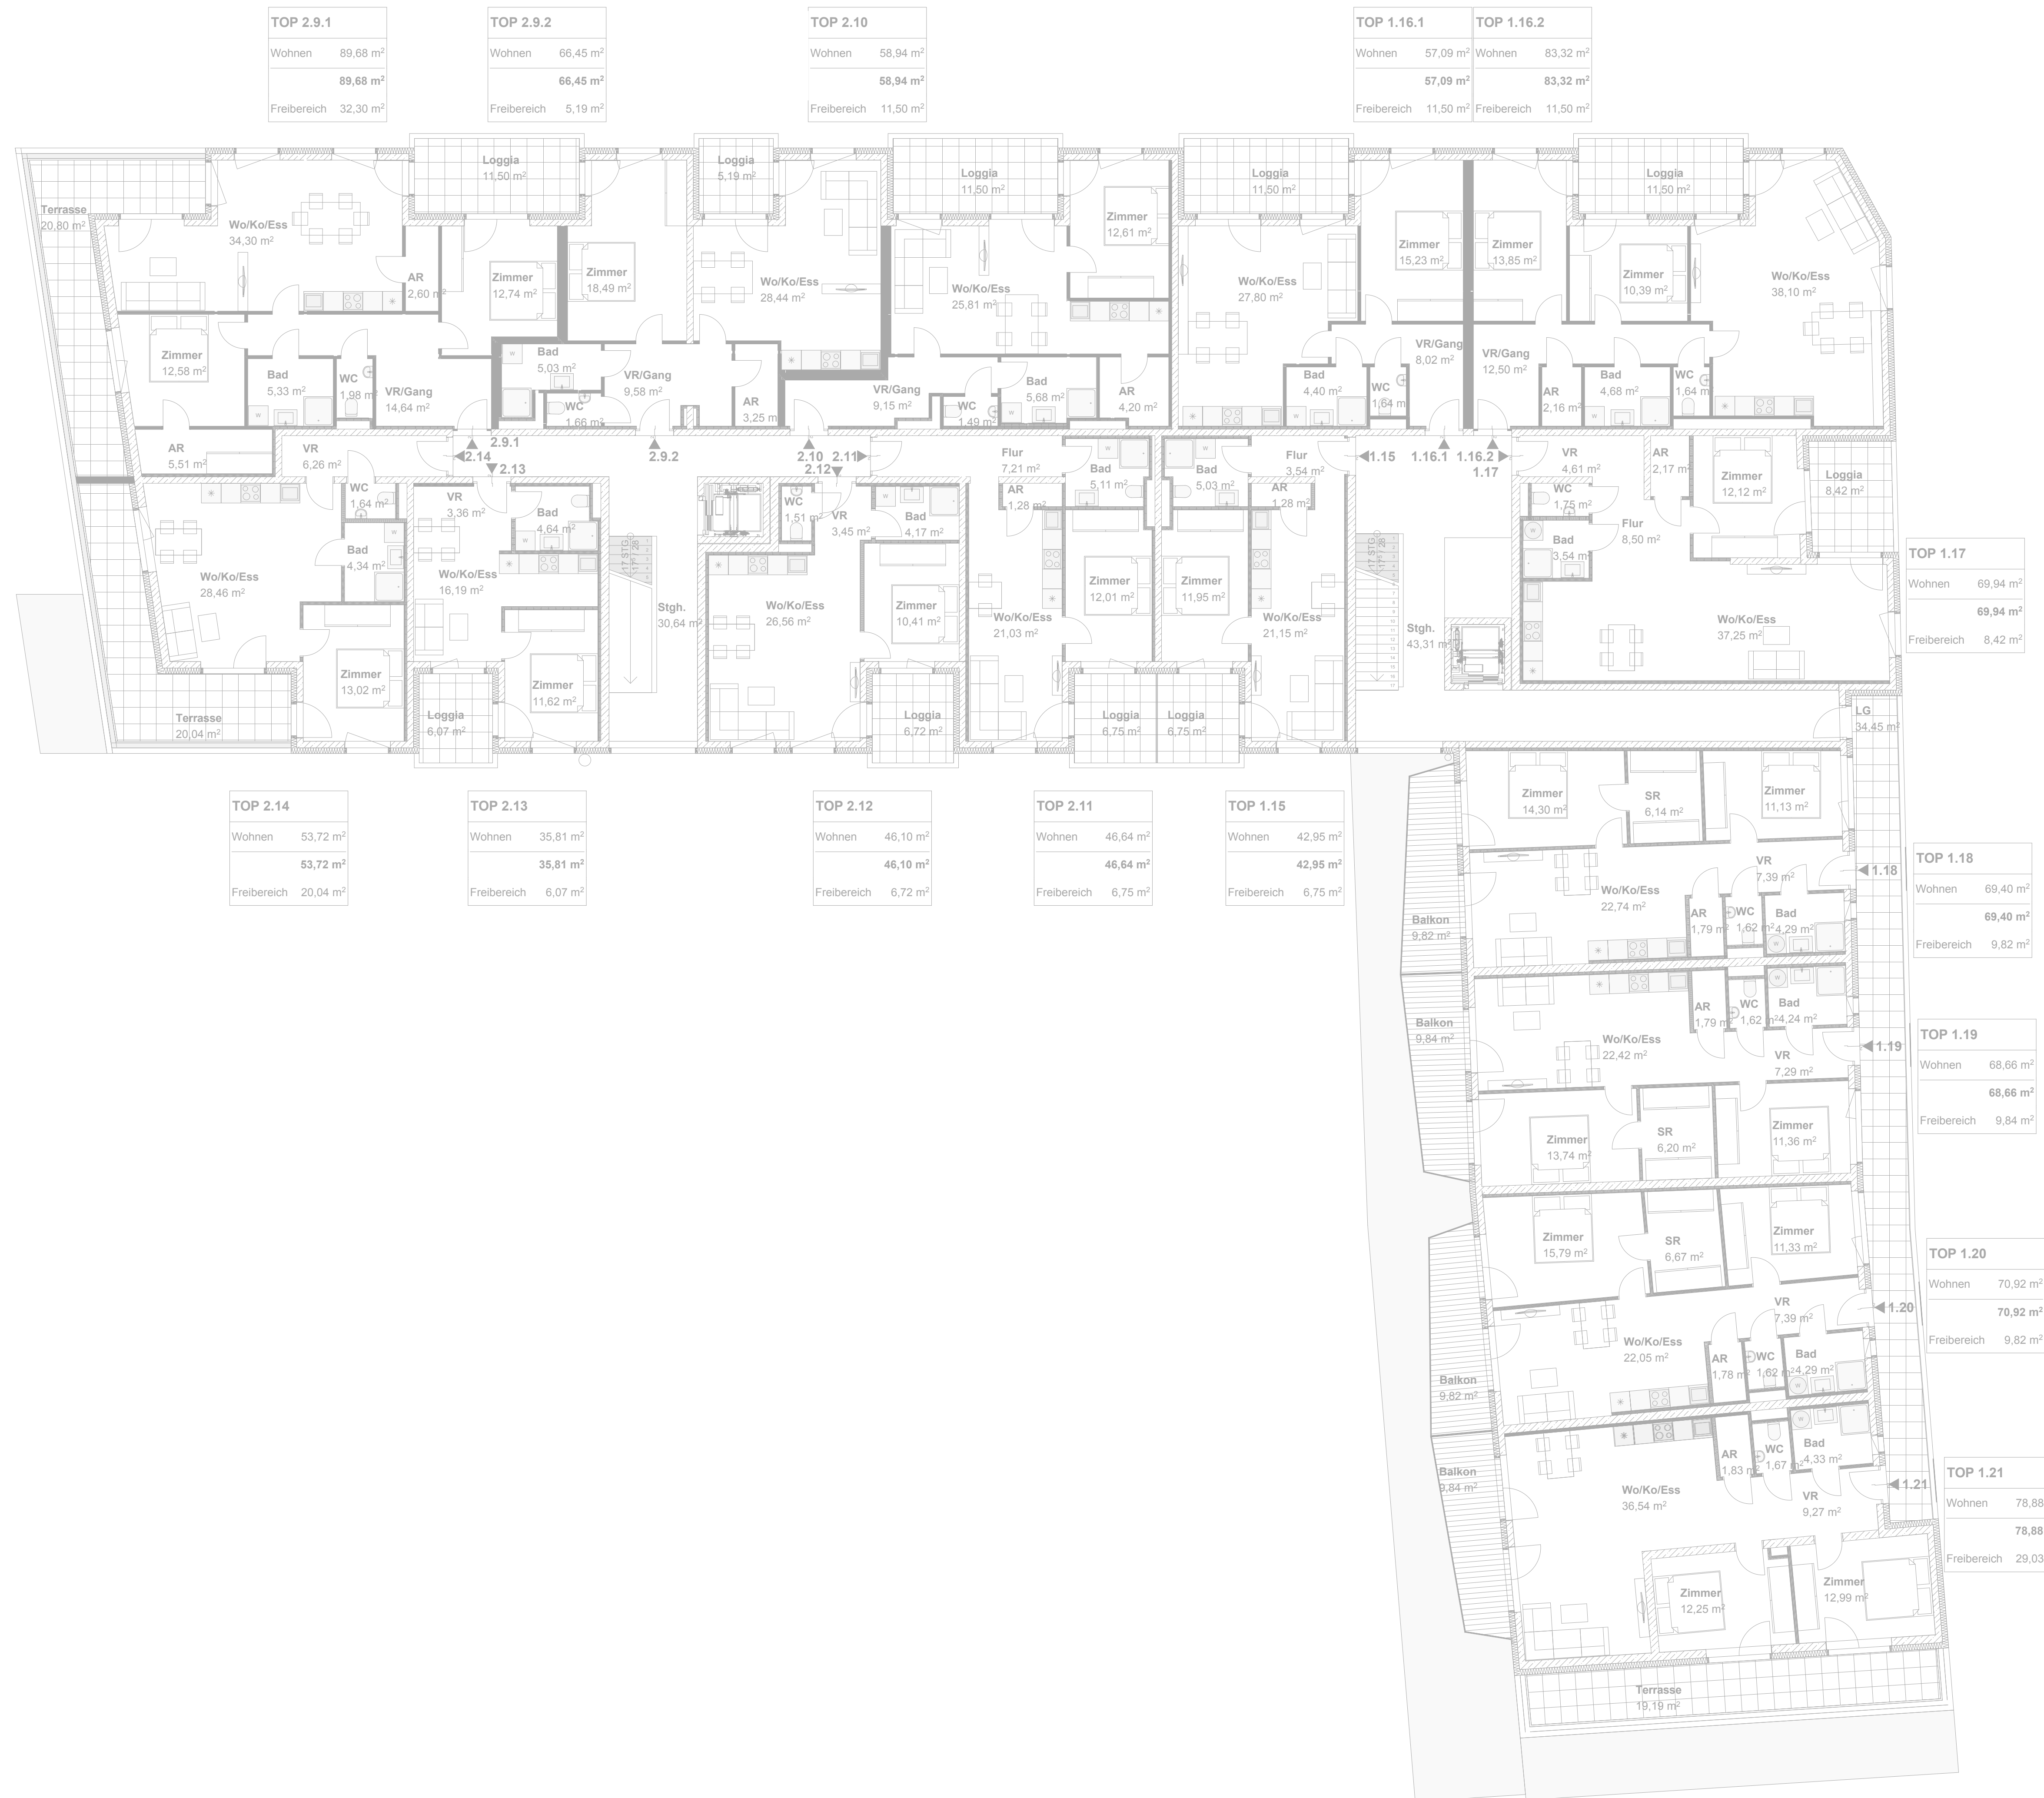 TOP 2.9.1
Wohnen 89,68 m²
89,68 m²
Freibereich 32,30 m²
TOP 2.9.2
Wohnen 66,45 m²
66,45 m²
Freibereich 5,19 m²
TOP 2.10
Wohnen 58,94 m²
58,94 m²
Freibereich 11,50 m²
TOP 1.16.1
Wohnen 57,09 m²
57,09 m²
Freibereich 11,50 m²
TOP 1.16.2
Wohnen 83,32 m²
83,32 m²
Freibereich 11,50 m²
Terrasse
20,80 m²
Wo/Ko/Ess
34,30 m²
Loggia
11,50 m²
AR
2,60 m²
Zimmer
12,74 m²
Zimmer
12,58 m²
Bad
5,33 m²
WC
1,98 m²
VR/Gang
14,64 m²
AR
5,51 m²
Zimmer
18,49 m²
Loggia
5,19 m²
Wo/Ko/Ess
28,44 m²
W
Bad
5,03 m²
WC
1,66 m²
VR/Gang
9,58 m²
AR
3,25 m
Loggia
11,50 m²
Zimmer
12,61 m²
Wo/Ko/Ess
25,81 m²
VR/Gang
9,15 m²
WC
1,49 m²
W
Bad
5,68 m²
AR
4,20 m²
Loggia
11,50 m²
Zimmer
15,23 m²
Wo/Ko/Ess
27,80 m²
Bad
4,40 m²
W
WC
1,64 m²
VR/Gang
8,02 m²
Zimmer
13,85 m²
Loggia
11,50 m²
Zimmer
10,39 m²
Wo/Ko/Ess
38,10 m²
VR/Gang
12,50 m²
AR
2,16 m²
Bad
4,68 m²
W
WC
1,64 m²
2.9.1
2.14
2.13
2.9.2
2.10
2.12
2.11
1.15
1.16.1
1.16.2
1.17
VR
6,26 m²
WC
1,64 m²
W
Bad
4,34 m²
Wo/Ko/Ess
28,46 m²
Zimmer
13,02 m²
Terrasse
20,04 m²
VR
3,36 m²
Bad
4,64 m²
W
Wo/Ko/Ess
16,19 m²
Zimmer
11,62 m²
Loggia
6,07 m²
17 STG
17⁵ / 28
Stgh.
30,64 m²
WC
1,51 m²
VR
3,45 m²
W
Bad
4,17 m²
Wo/Ko/Ess
26,56 m²
Zimmer
10,41 m²
Loggia
6,72 m²
Flur
7,21 m²
AR
1,28 m²
Bad
5,11 m²
W
Zimmer
12,01 m²
Wo/Ko/Ess
21,03 m²
Loggia
6,75 m²
Bad
5,03 m²
W
Flur
3,54 m²
AR
1,28 m²
Zimmer
11,95 m²
Wo/Ko/Ess
21,15 m²
Loggia
6,75 m²
17 STG
17⁵ / 28
Stgh.
43,31 m²
VR
4,61 m²
AR
2,17 m²
Zimmer
12,12 m²
Loggia
8,42 m²
WC
1,75 m²
W
Bad
3,54 m²
Flur
8,50 m²
Wo/Ko/Ess
37,25 m²
TOP 1.17
Wohnen 69,94 m²
69,94 m²
Freibereich 8,42 m²
LG
34,45 m²
TOP 2.14
Wohnen 53,72 m²
53,72 m²
Freibereich 20,04 m²
TOP 2.13
Wohnen 35,81 m²
35,81 m²
Freibereich 6,07 m²
TOP 2.12
Wohnen 46,10 m²
46,10 m²
Freibereich 6,72 m²
TOP 2.11
Wohnen 46,64 m²
46,64 m²
Freibereich 6,75 m²
TOP 1.15
Wohnen 42,95 m²
42,95 m²
Freibereich 6,75 m²
Zimmer
14,30 m²
SR
6,14 m²
Zimmer
11,13 m²
VR
7,39 m²
1.18
Wo/Ko/Ess
22,74 m²
AR
1,79 m²
WC
1,62 m²
Bad
4,29 m²
W
Balkon
9,82 m²
TOP 1.18
Wohnen 69,40 m²
69,40 m²
Freibereich 9,82 m²
Balkon
9,84 m²
Wo/Ko/Ess
22,42 m²
AR
1,79 m²
WC
1,62 m²
W
Bad
4,24 m²
VR
7,29 m²
1.19
Zimmer
13,74 m²
SR
6,20 m²
Zimmer
11,36 m²
TOP 1.19
Wohnen 68,66 m²
68,66 m²
Freibereich 9,84 m²
Zimmer
15,79 m²
SR
6,67 m²
Zimmer
11,33 m²
VR
7,39 m²
1.20
Wo/Ko/Ess
22,05 m²
AR
1,78 m²
WC
1,62 m²
Bad
4,29 m²
W
Balkon
9,82 m²
TOP 1.20
Wohnen 70,92 m²
70,92 m²
Freibereich 9,82 m²
Balkon
9,84 m²
Wo/Ko/Ess
36,54 m²
AR
1,83 m²
WC
1,67 m²
W
Bad
4,33 m²
VR
9,27 m²
1.21
Zimmer
12,25 m²
Zimmer
12,99 m²
Terrasse
19,19 m²
TOP 1.21
Wohnen 78,88
78,88
Freibereich 29,03